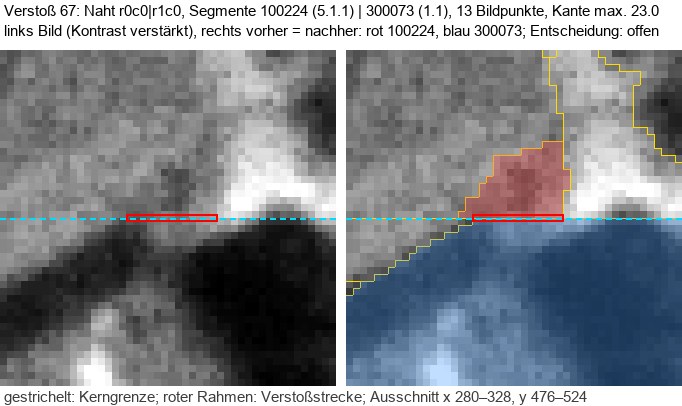 Verstoß 67: Naht r0c0|r1c0, Segmente 100224 (5.1.1) | 300073 (1.1), 13 Bildpunkte, Kante max. 23.0
links Bild (Kontrast verstärkt), rechts vorher = nachher: rot 100224, blau 300073; Entscheidung: offen
gestrichelt: Kerngrenze; roter Rahmen: Verstoßstrecke; Ausschnitt x 280–328, y 476–524